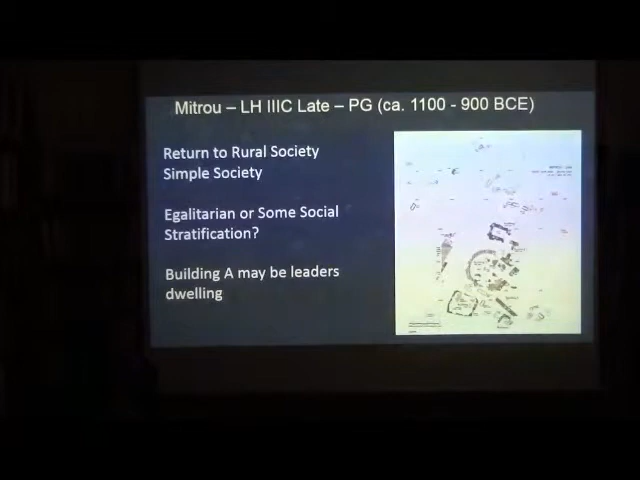 Mitrou – LH IIIC Late – PG (ca. 1100 - 900 BCE)
Return to Rural Society
Simple Society
Egalitarian or Some Social
Stratification?
Building A may be leaders
dwelling